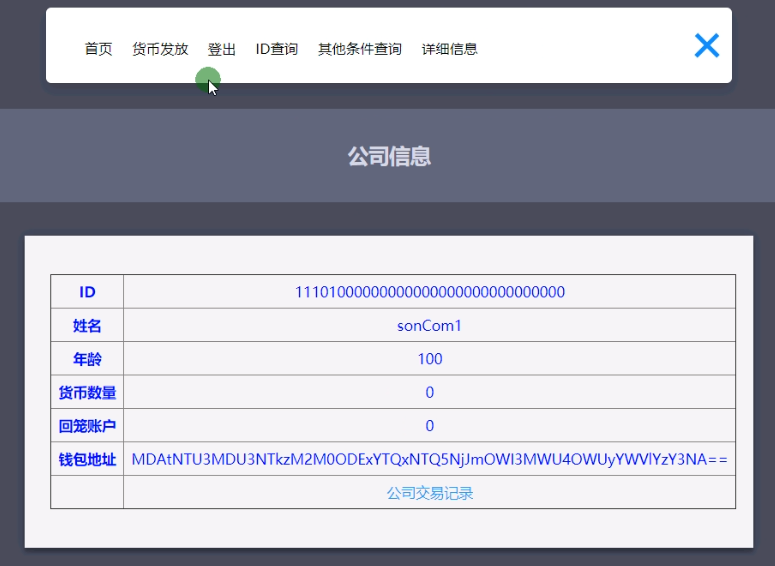 首页 货币发放 登出 ID查询 其他条件查询 详细信息
公司信息
ID 11101000000000000000000000000000
姓名 sonCom1
年龄 100
货币数量 0
回笼账户 0
钱包地址 MDAtNTU3MDU3NTkzM2M0ODExYTQxNTQ5NjJmOWI3MWU4OWUyYWVlYzY3NA==
公司交易记录